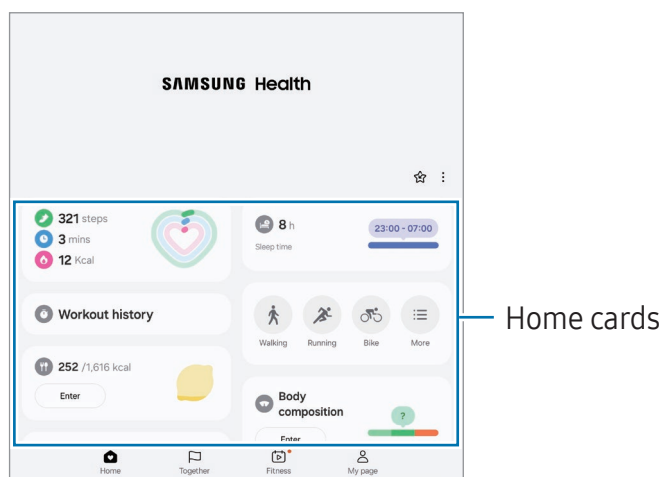 SAMSUNG Health
321 steps
3 mins
12 Kcal
8 h
Sleep time
23:00 - 07:00
Workout history
Walking
Running
Bike
More
252 /1,616 kcal
Enter
Body
composition
?
Enter
Home
Together
Fitness
My page
Home cards